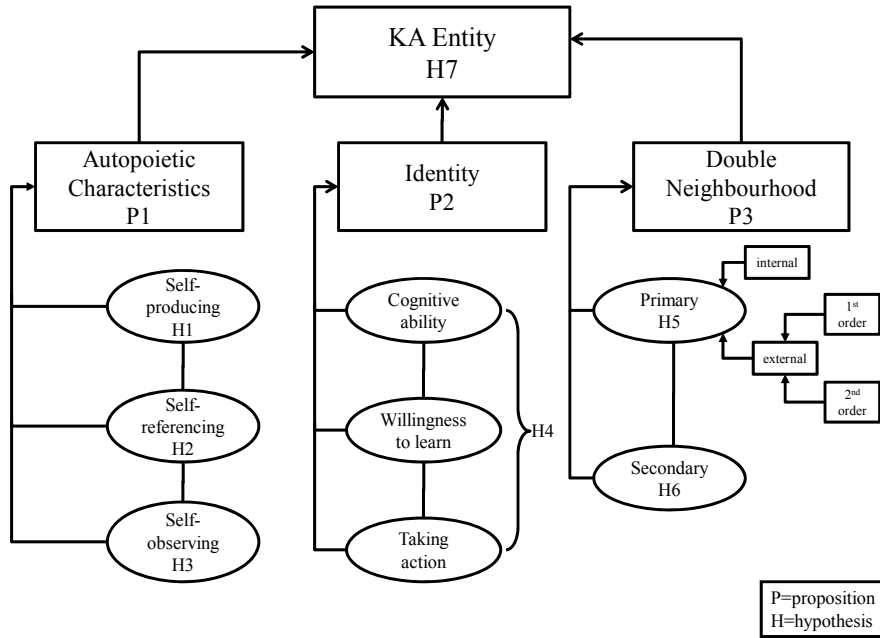 KA Entity
H7
Autopoietic
Characteristics
P1
Identity
P2
Double
Neighbourhood
P3
Self-
producing
H1
Self-
referencing
H2
Self-
observing
H3
Cognitive
ability
Willingness
to learn
Taking
action
H4
Primary
H5
internal
external
1st
order
2nd
order
Secondary
H6
P=proposition
H=hypothesis